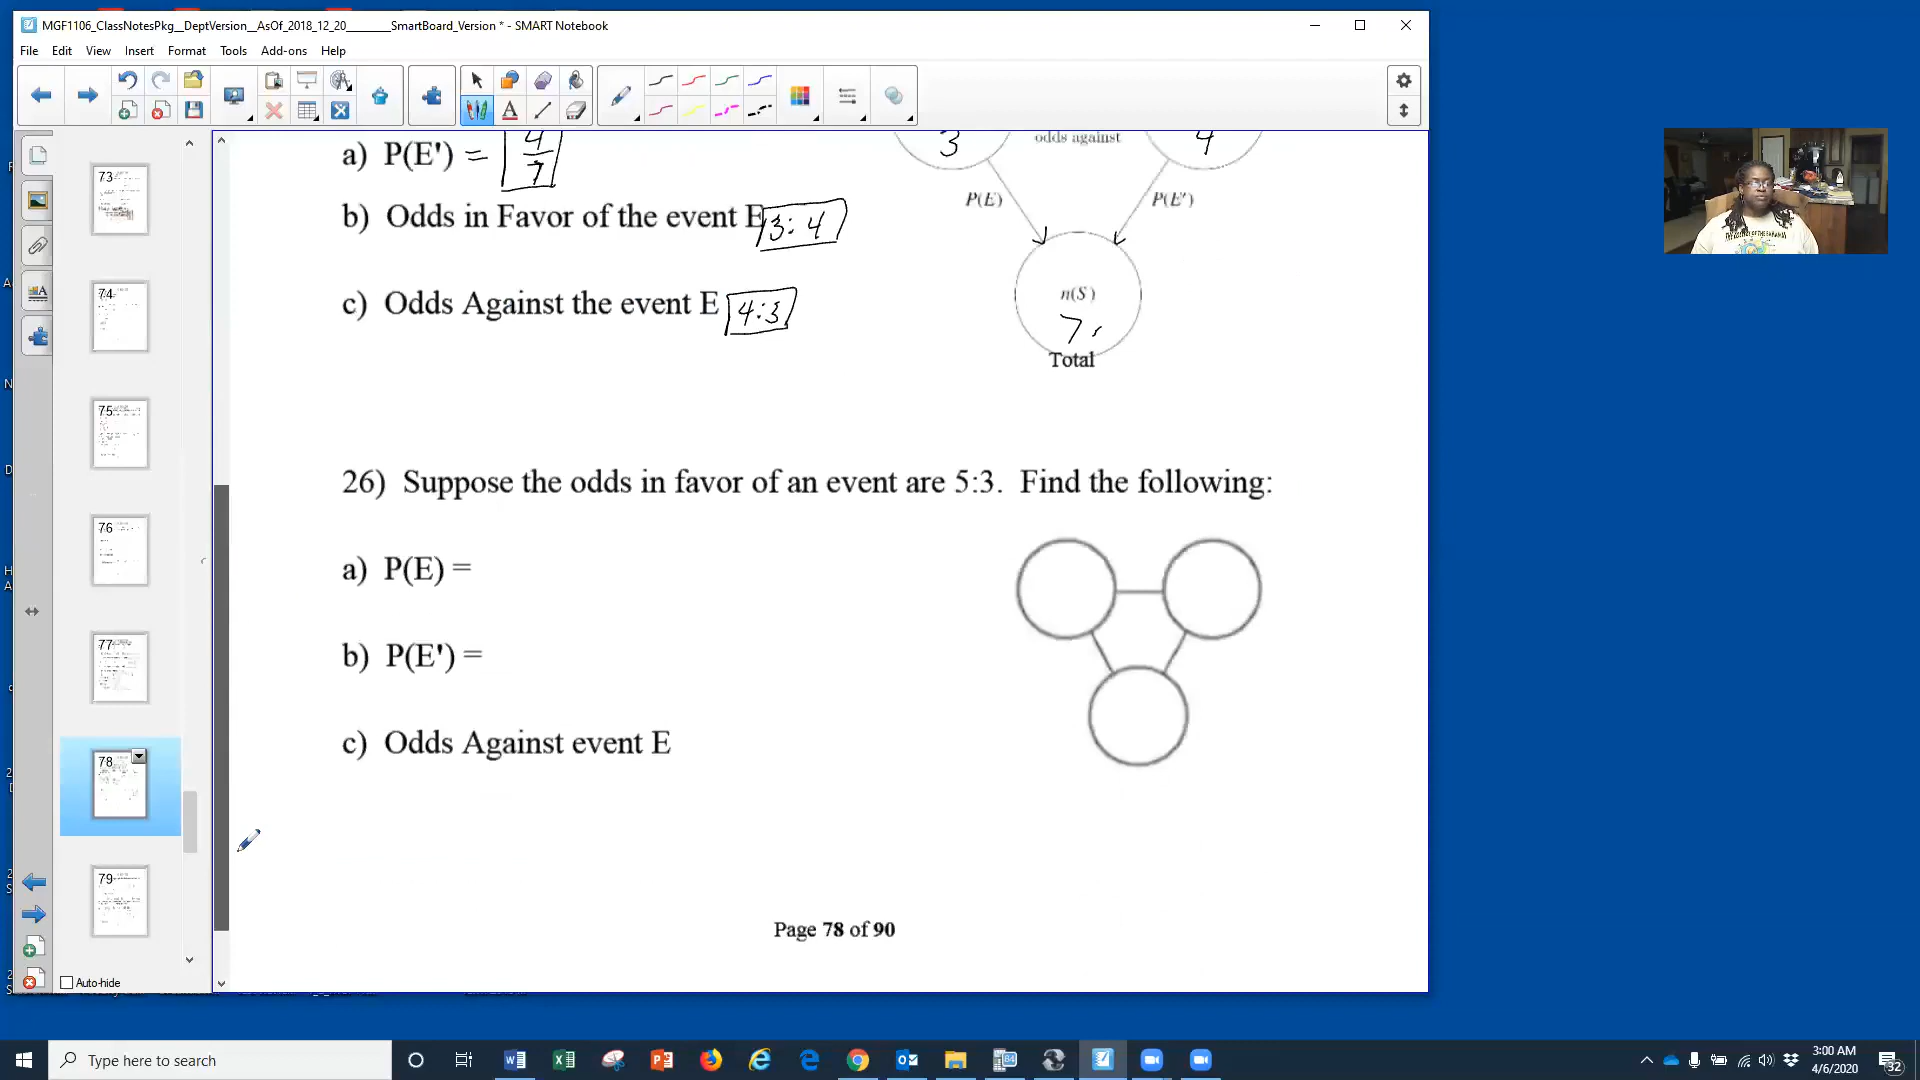 MGF1106_ClassNotesPkg__DeptVersion__AsOf_2018_12_20________SmartBoard_Version * - SMART Notebook
File Edit View Insert Format Tools Add-ons Help
73
74
75
76
77
78
79
Auto-hide
a) P(E') = 4/7
b) Odds in Favor of the event E 3:4
c) Odds Against the event E 4:3
3
odds against
4
P(E)
P(E')
n(S)
7
Total
26) Suppose the odds in favor of an event are 5:3. Find the following:
a) P(E) =
b) P(E') =
c) Odds Against event E
Page 78 of 90
Type here to search
3:00 AM
4/6/2020
32